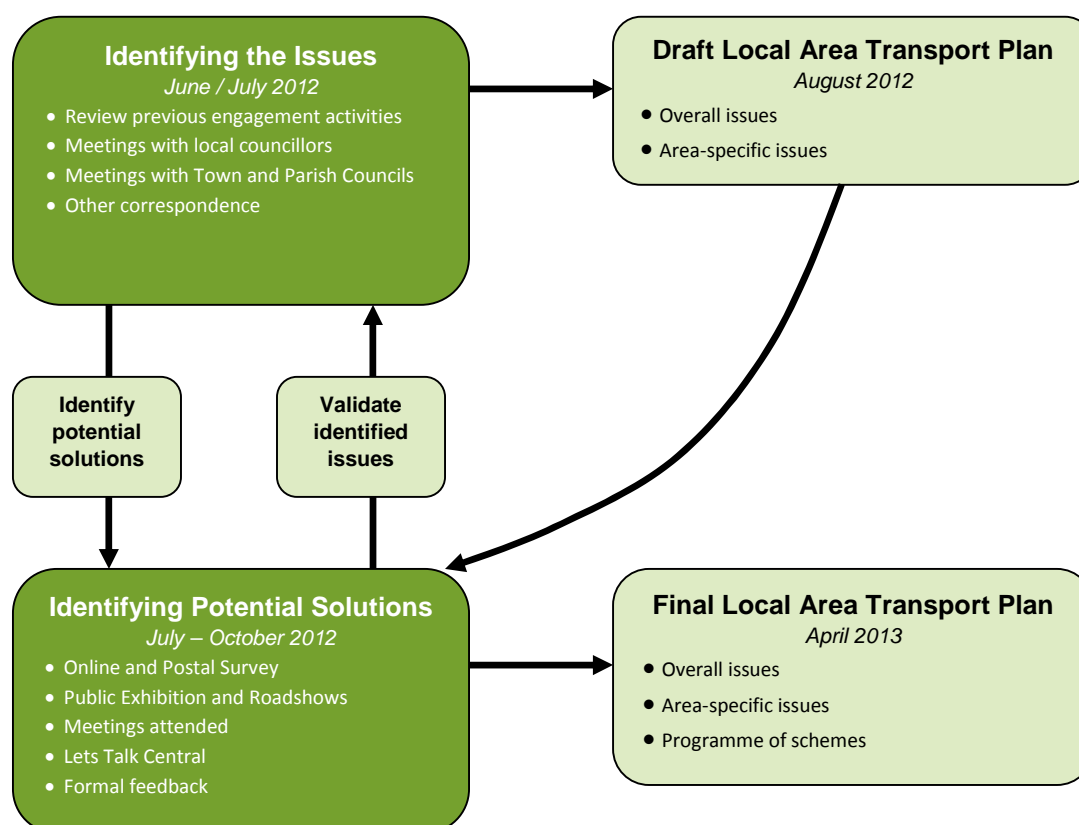 Identifying the Issues
June / July 2012
• Review previous engagement activities
• Meetings with local councillors
• Meetings with Town and Parish Councils
• Other correspondence
Draft Local Area Transport Plan
August 2012
• Overall issues
• Area-specific issues
Identify
potential
solutions
Validate
identified
issues
Identifying Potential Solutions
July – October 2012
• Online and Postal Survey
• Public Exhibition and Roadshows
• Meetings attended
• Lets Talk Central
• Formal feedback
Final Local Area Transport Plan
April 2013
• Overall issues
• Area-specific issues
• Programme of schemes